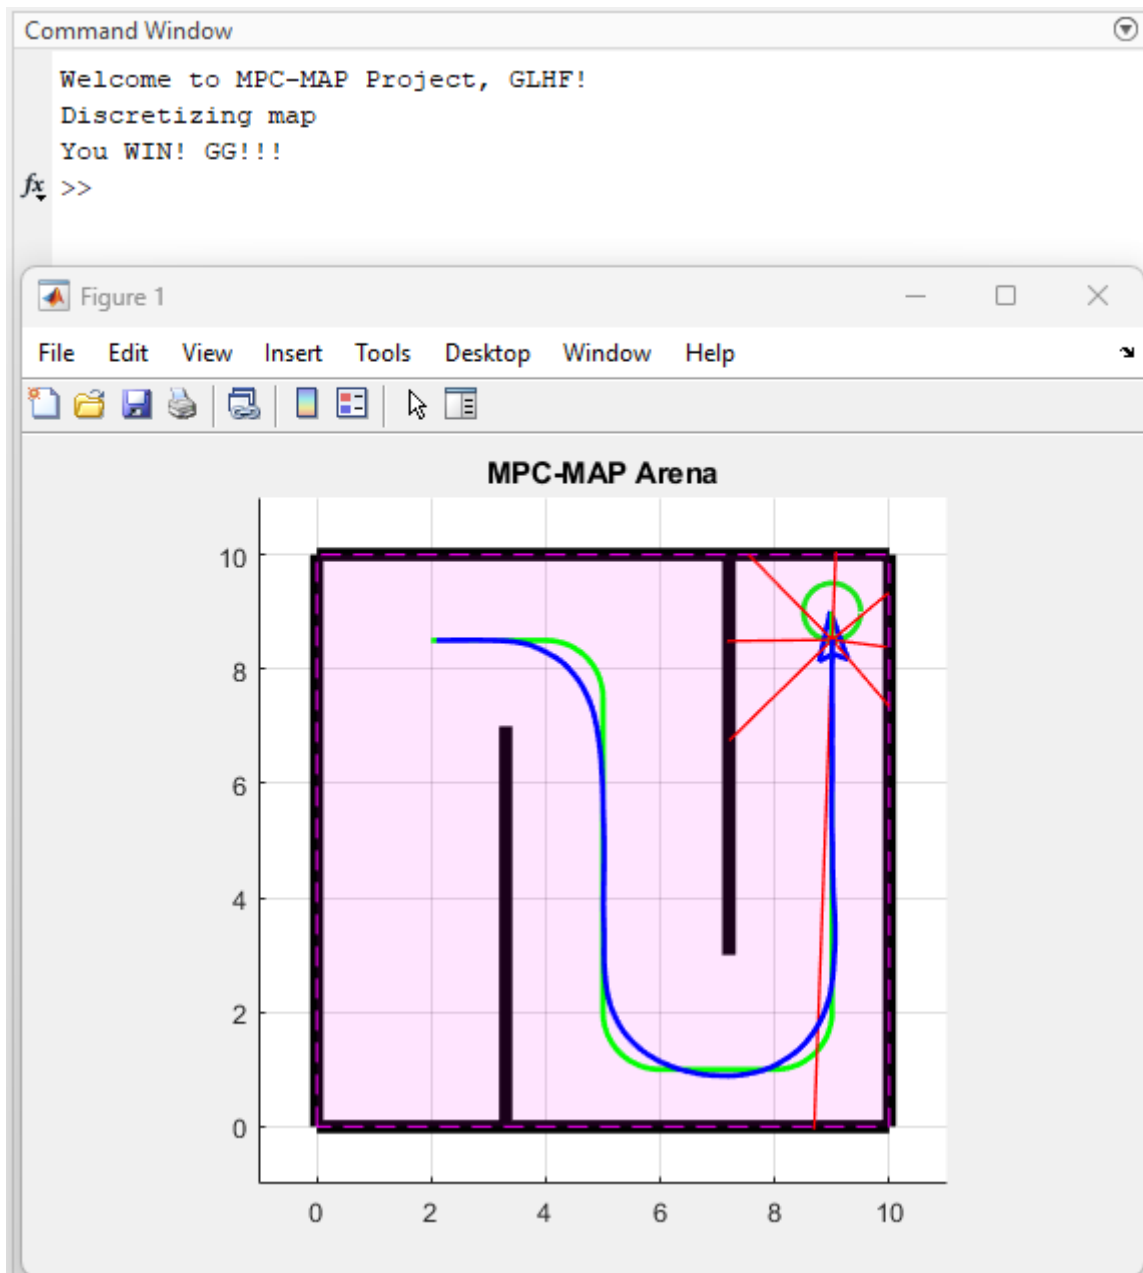 Command Window
Welcome to MPC-MAP Project, GLHF!
Discretizing map
You WIN! GG!!!
fx >>
Figure 1
File Edit View Insert Tools Desktop Window Help
MPC-MAP Arena
10
8
6
4
2
0
0 2 4 6 8 10